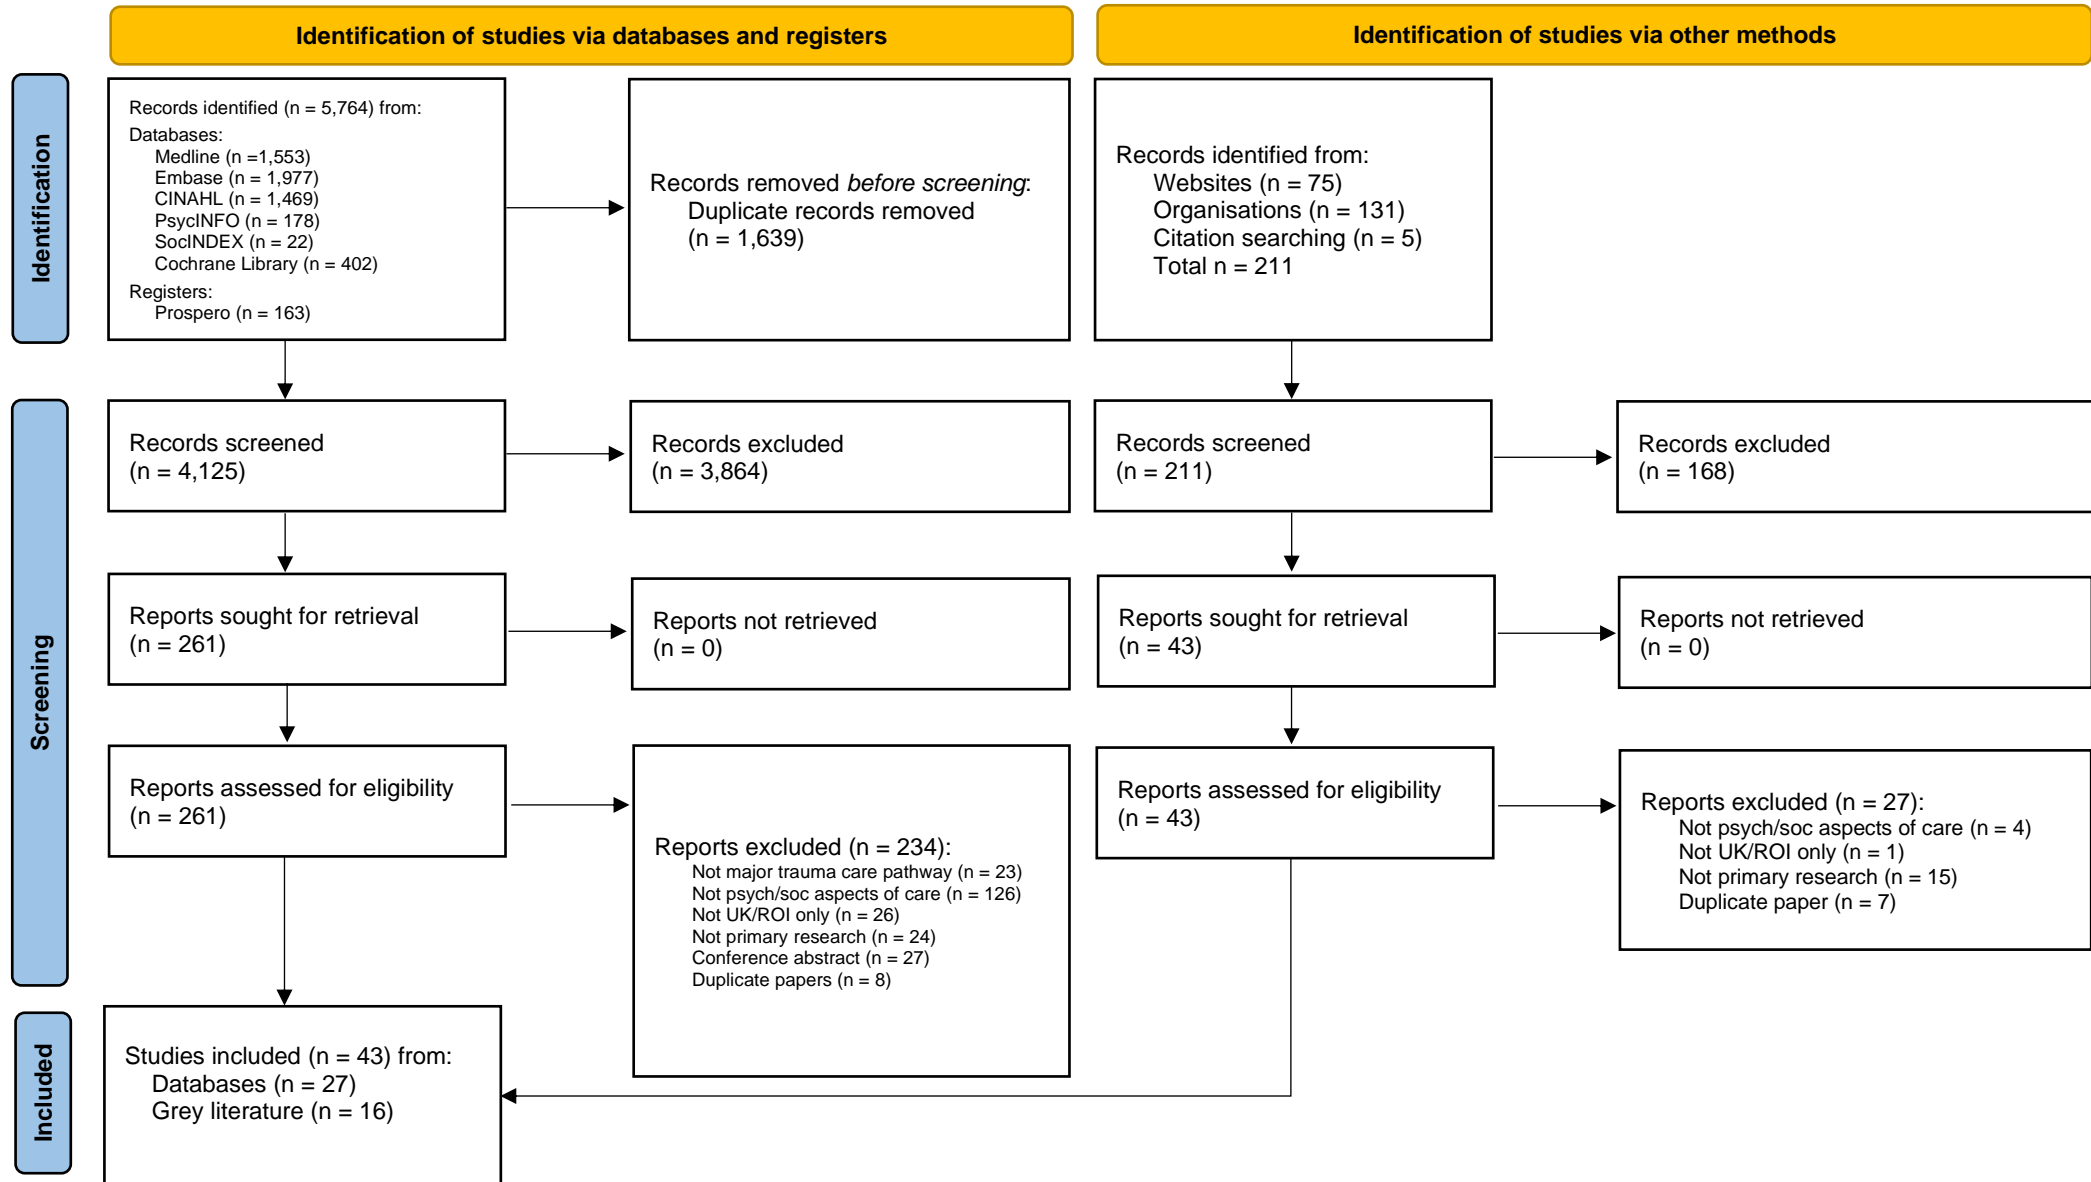 Identification of studies via databases and registers
Identification of studies via other methods
Identification
Records identified (n = 5,764) from:
Databases:
Medline (n =1,553)
Embase (n = 1,977)
CINAHL (n = 1,469)
PsycINFO (n = 178)
SocINDEX (n = 22)
Cochrane Library (n = 402)
Registers:
Prospero (n = 163)
Records removed before screening:
Duplicate records removed
(n = 1,639)
Records identified from:
Websites (n = 75)
Organisations (n = 131)
Citation searching (n = 5)
Total n = 211
Screening
Records screened
(n = 4,125)
Records excluded
(n = 3,864)
Records screened
(n = 211)
Records excluded
(n = 168)
Reports sought for retrieval
(n = 261)
Reports not retrieved
(n = 0)
Reports sought for retrieval
(n = 43)
Reports not retrieved
(n = 0)
Reports assessed for eligibility
(n = 261)
Reports excluded (n = 234):
Not major trauma care pathway (n = 23)
Not psych/soc aspects of care (n = 126)
Not UK/ROI only (n = 26)
Not primary research (n = 24)
Conference abstract (n = 27)
Duplicate papers (n = 8)
Reports assessed for eligibility
(n = 43)
Reports excluded (n = 27):
Not psych/soc aspects of care (n = 4)
Not UK/ROI only (n = 1)
Not primary research (n = 15)
Duplicate paper (n = 7)
Included
Studies included (n = 43) from:
Databases (n = 27)
Grey literature (n = 16)